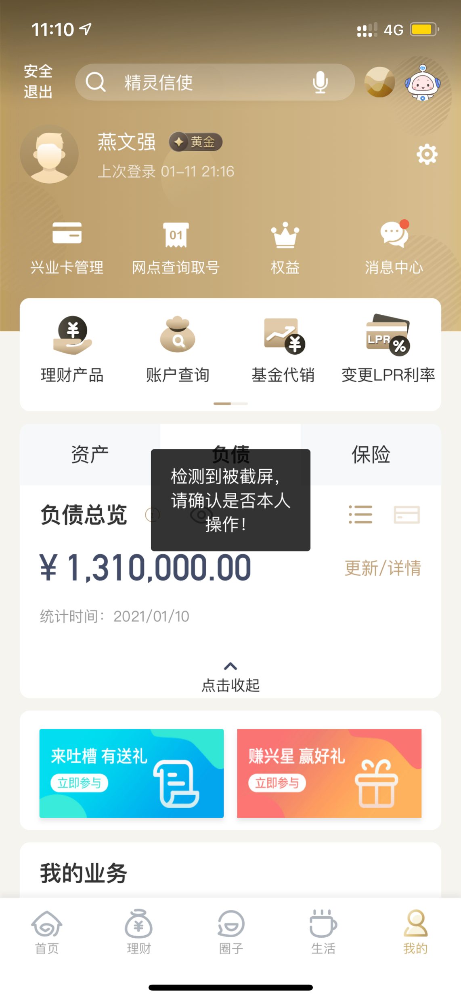 11:10
4G
安全
退出
精灵信使
燕文强
黄金
上次登录 01-11 21:16
01
兴业卡管理
网点查询取号
权益
消息中心
LPR
%
理财产品
账户查询
基金代销
变更LPR利率
资产
负债
保险
检测到被截屏，
请确认是否本人
操作！
负债总览
¥ 1,310,000.00
更新/详情
统计时间：2021/01/10
点击收起
来吐槽 有送礼
立即参与
赚兴星 赢好礼
立即参与
我的业务
首页
理财
圈子
生活
我的